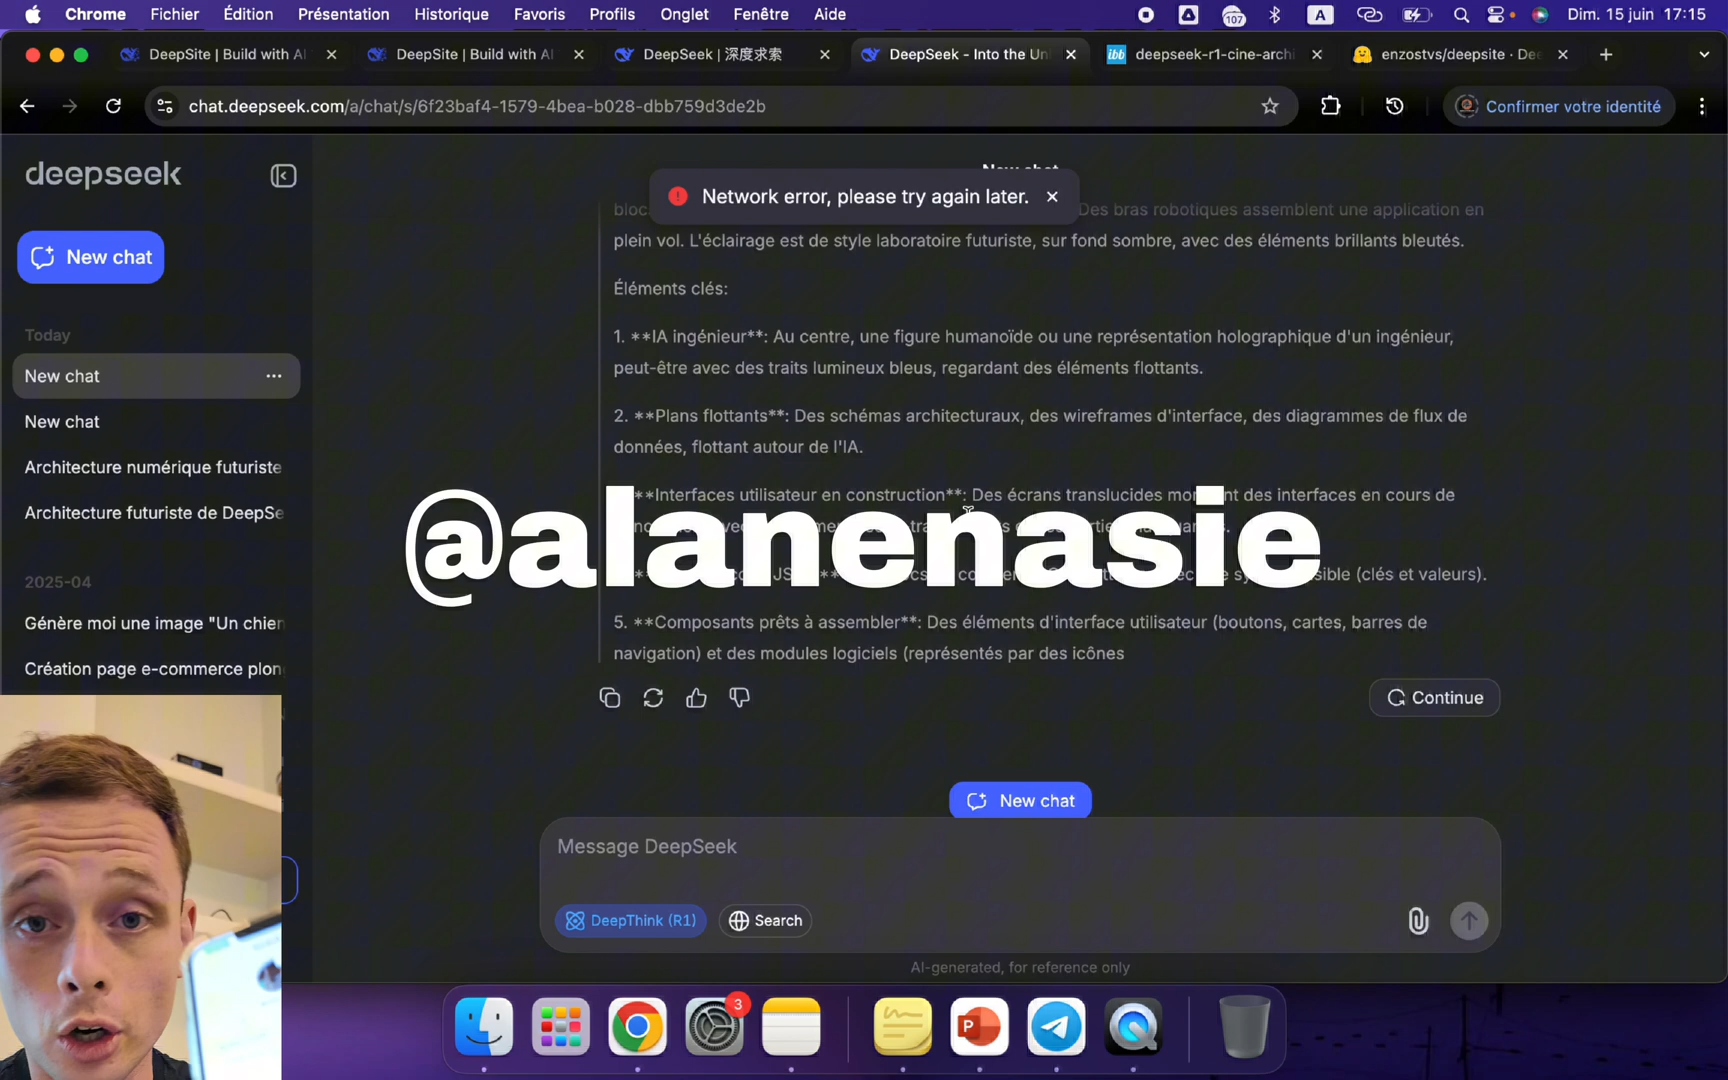 Chrome Fichier Édition Présentation Historique Favoris Profils Onglet Fenêtre Aide
107 A Dim. 15 juin 17:15
DeepSite | Build with AI
DeepSite | Build with AI
DeepSeek | 深度求索
DeepSeek - Into the Un
ibb deepseek-r1-cine-archi
enzostvs/deepsite · Dee
chat.deepseek.com/a/chat/s/6f23baf4-1579-4bea-b028-dbb759d3de2b
Confirmer votre identité
deepseek
New chat
Today
New chat
New chat
Architecture numérique futuriste
Architecture futuriste de DeepSe
2025-04
Génère moi une image "Un chien
Création page e-commerce plon
New chat
Network error, please try again later.
Des bras robotiques assemblent une application en
plein vol. L'éclairage est de style laboratoire futuriste, sur fond sombre, avec des éléments brillants bleutés.
Éléments clés:
1. **IA ingénieur**: Au centre, une figure humanoïde ou une représentation holographique d'un ingénieur,
peut-être avec des traits lumineux bleus, regardant des éléments flottants.
2. **Plans flottants**: Des schémas architecturaux, des wireframes d'interface, des diagrammes de flux de
données, flottant autour de l'IA.
**Interfaces utilisateur en construction**: Des écrans translucides des interfaces en cours de
@alanenasie
(clés et valeurs).
5. **Composants prêts à assembler**: Des éléments d'interface utilisateur (boutons, cartes, barres de
navigation) et des modules logiciels (représentés par des icônes
Continue
New chat
Message DeepSeek
DeepThink (R1) Search
AI-generated, for reference only
3
P